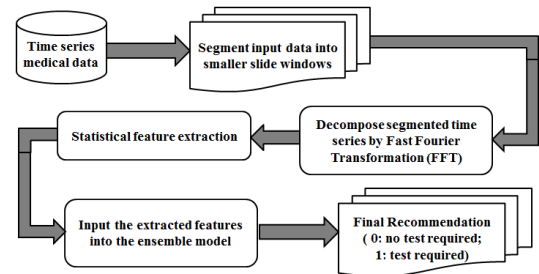 Time series
medical data
Segment input data into
smaller slide windows
Decompose segmented time
series by Fast Fourier
Transformation (FFT)
Statistical feature extraction
Input the extracted features
into the ensemble model
Final Recommendation
( 0: no test required;
1: test required)